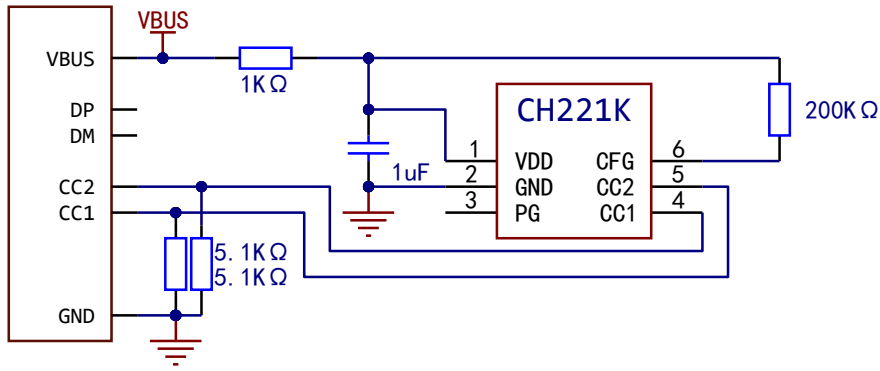 VBUS
VBUS
1KΩ
DP
DM
CC2
CC1
GND
5.1KΩ
5.1KΩ
1uF
CH221K
1
2
3
VDD
GND
PG
CFG
CC2
CC1
6
5
4
200KΩ